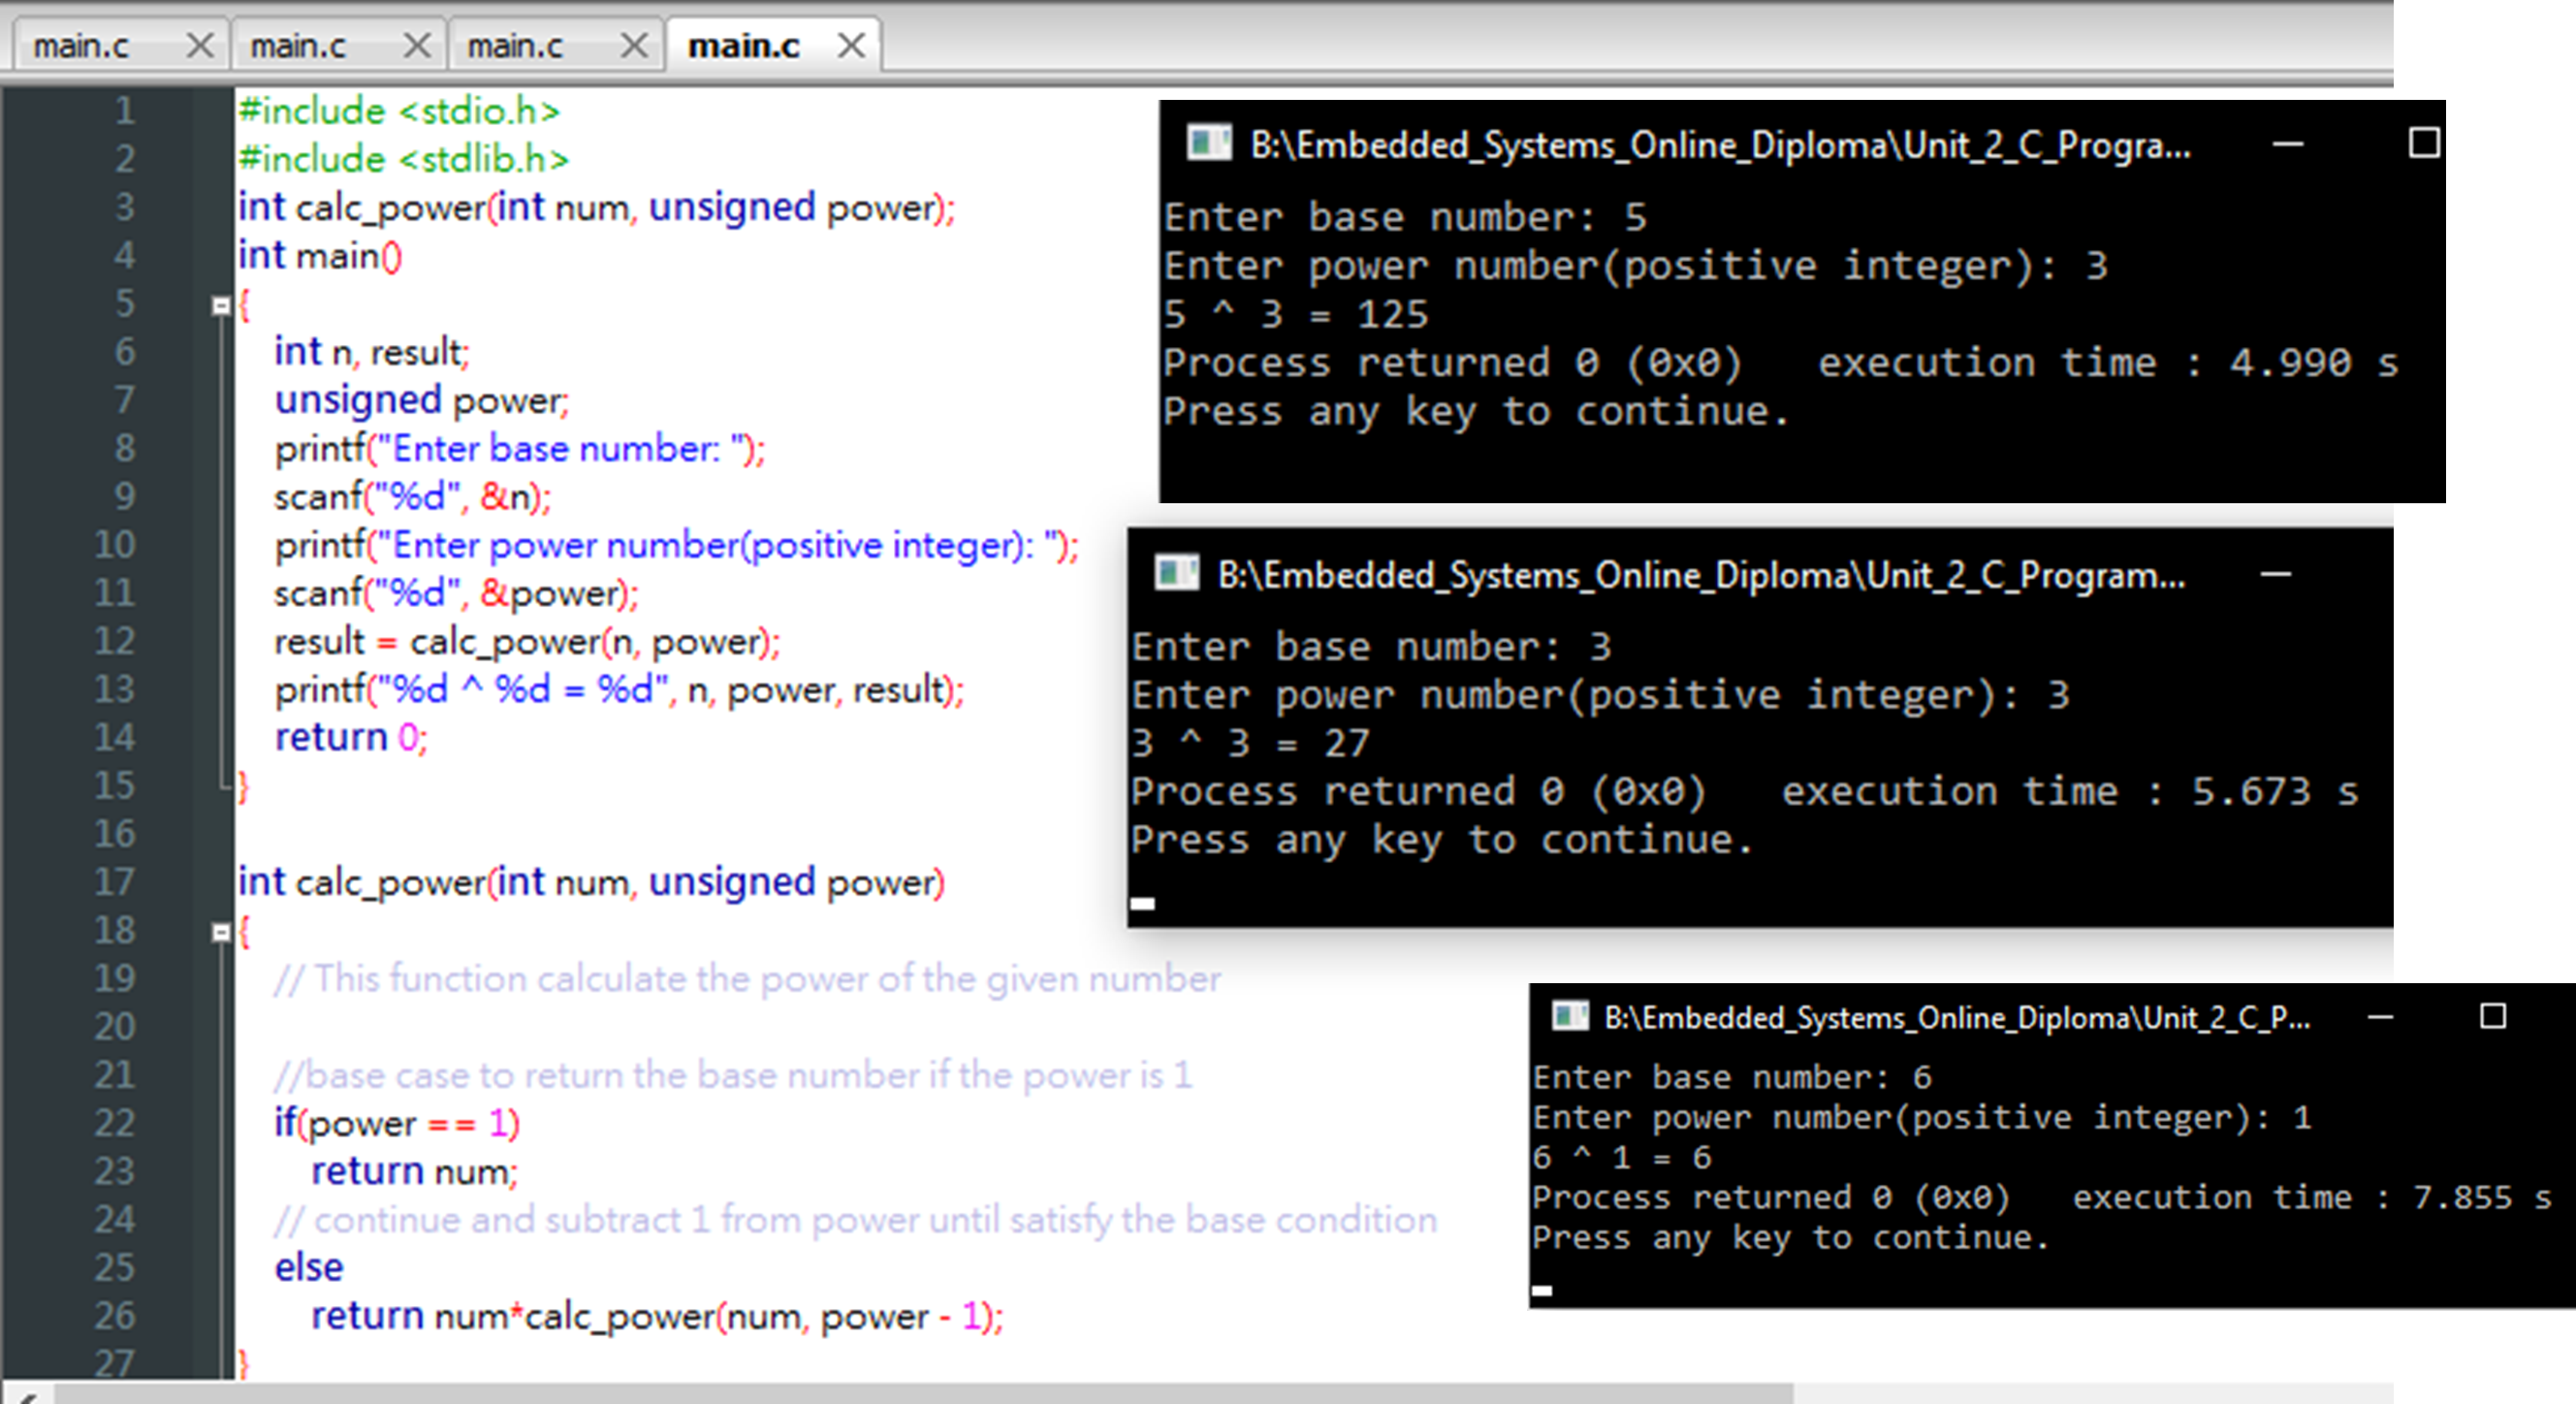 main.c main.c main.c main.c
1 #include <stdio.h>
2 #include <stdlib.h>
3 int calc_power(int num, unsigned power);
4 int main()
5 {
6 int n, result;
7 unsigned power;
8 printf("Enter base number: ");
9 scanf("%d", &n);
10 printf("Enter power number(positive integer): ");
11 scanf("%d", &power);
12 result = calc_power(n, power);
13 printf("%d ^ %d = %d", n, power, result);
14 return 0;
15 }
16
17 int calc_power(int num, unsigned power)
18 {
19 // This function calculate the power of the given number
20
21 //base case to return the base number if the power is 1
22 if(power == 1)
23 return num;
24 // continue and subtract 1 from power until satisfy the base condition
25 else
26 return num*calc_power(num, power - 1);
27 }
B:\Embedded_Systems_Online_Diploma\Unit_2_C_Progra...
Enter base number: 5
Enter power number(positive integer): 3
5 ^ 3 = 125
Process returned 0 (0x0) execution time : 4.990 s
Press any key to continue.
B:\Embedded_Systems_Online_Diploma\Unit_2_C_Program...
Enter base number: 3
Enter power number(positive integer): 3
3 ^ 3 = 27
Process returned 0 (0x0) execution time : 5.673 s
Press any key to continue.
B:\Embedded_Systems_Online_Diploma\Unit_2_C_P...
Enter base number: 6
Enter power number(positive integer): 1
6 ^ 1 = 6
Process returned 0 (0x0) execution time : 7.855 s
Press any key to continue.